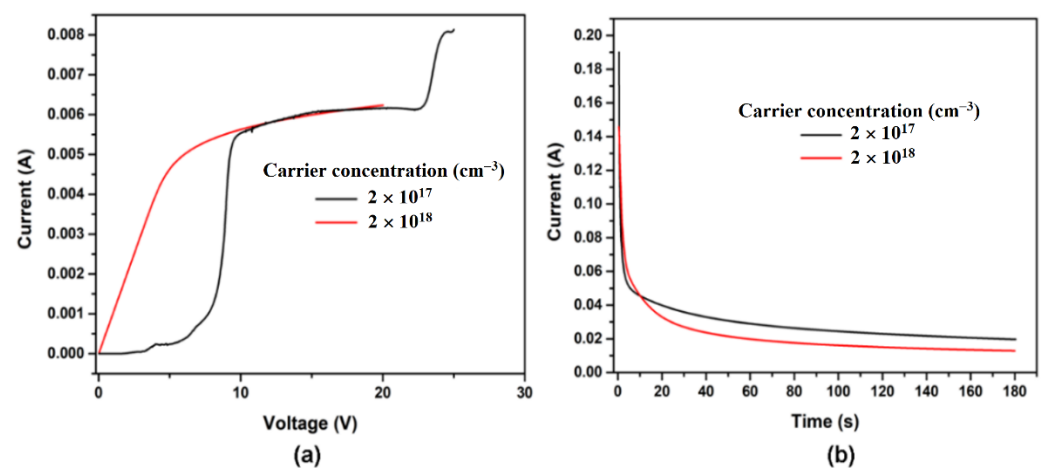 0.008
0.007
0.006
0.005
0.004
0.003
0.002
0.001
0.000
Current (A)
Carrier concentration (cm⁻³)
2 × 10¹⁷
2 × 10¹⁸
0 5 10 15 20 25 30
Voltage (V)
(a)
0.20
0.18
0.16
0.14
0.12
0.10
0.08
0.06
0.04
0.02
0.00
Current (A)
Carrier concentration (cm⁻³)
2 × 10¹⁷
2 × 10¹⁸
0 20 40 60 80 100 120 140 160 180
Time (s)
(b)